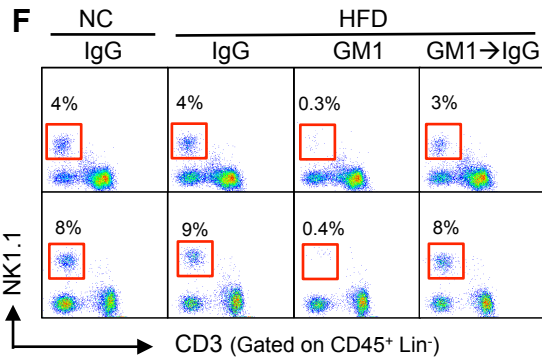 F
NC HFD
IgG IgG GM1 GM1→IgG
4% 4% 0.3% 3%
8% 9% 0.4% 8%
NK1.1
CD3 (Gated on CD45⁺ Lin⁻)